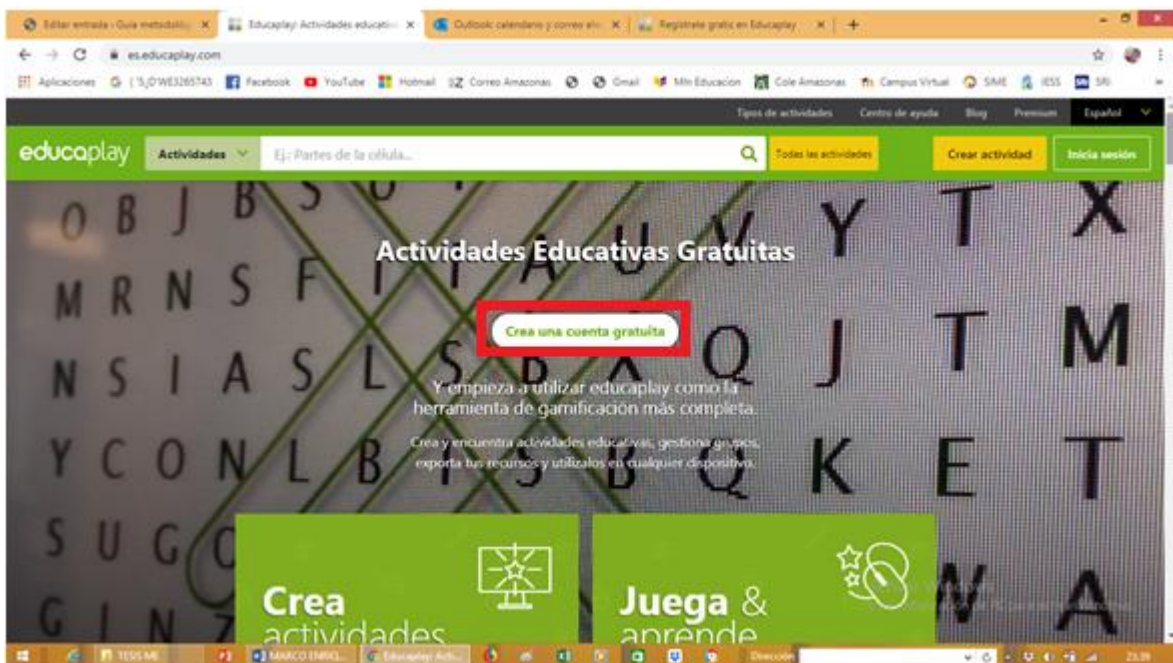 Editar entrada ‹ Guía metodológ
Educaplay: Actividades educativ
Outlook: calendario y correo ele
Regístrate gratis en Educaplay
es.educaplay.com
Aplicaciones
Facebook
YouTube
Hotmail
Correo Amazonas
Gmail
Min Educacion
Cole Amazonas
Campus Virtual
SIME
IESS
SRI
Tipos de actividades
Centro de ayuda
Blog
Premium
Español
educaplay
Actividades
Ej.: Partes de la célula...
Todas las actividades
Crear actividad
Inicia sesión
Actividades Educativas Gratuitas
Crea una cuenta gratuita
Y empieza a utilizar educaplay como la
herramienta de gamificación más completa.
Crea y encuentra actividades educativas, gestiona grupos,
exporta tus recursos y utilízalos en cualquier dispositivo.
Crea
actividades
Juega &
aprende
TESIS ME
MARCO ENRIQ...
Educaplay: Acti...
Dirección
23:39